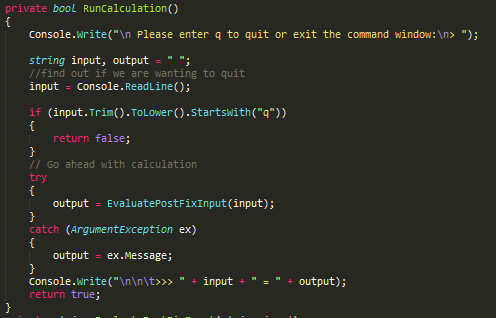 private bool RunCalculation()
{
    Console.Write("\n Please enter q to quit or exit the command window:\n> ");
    string input, output = " ";
    //find out if we are wanting to quit
    input = Console.ReadLine();
    if (input.Trim().ToLower().StartsWith("q"))
    {
        return false;
    }
    // Go ahead with calculation
    try
    {
        output = EvaluatePostFixInput(input);
    }
    catch (ArgumentException ex)
    {
        output = ex.Message;
    }
    Console.Write("\n\n\t>>> " + input + " = " + output);
    return true;
}